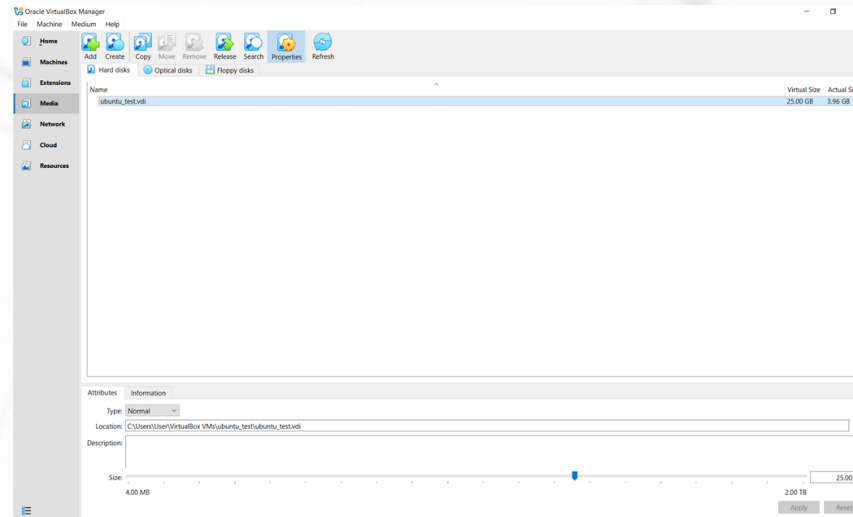 Oracle VirtualBox Manager
File Machine Medium Help
Home
Machines
Extensions
Media
Network
Cloud
Resources
Add Create Copy Move Remove Release Search Properties Refresh
Hard disks Optical disks Floppy disks
Name Virtual Size Actual Si
ubuntu_test.vdi 25.00 GB 3.96 GB
Attributes Information
Type: Normal
Location: C:\Users\User\VirtualBox VMs\ubuntu_test\ubuntu_test.vdi
Description:
Size: 25.00
4.00 MB 2.00 TB
Apply Reset